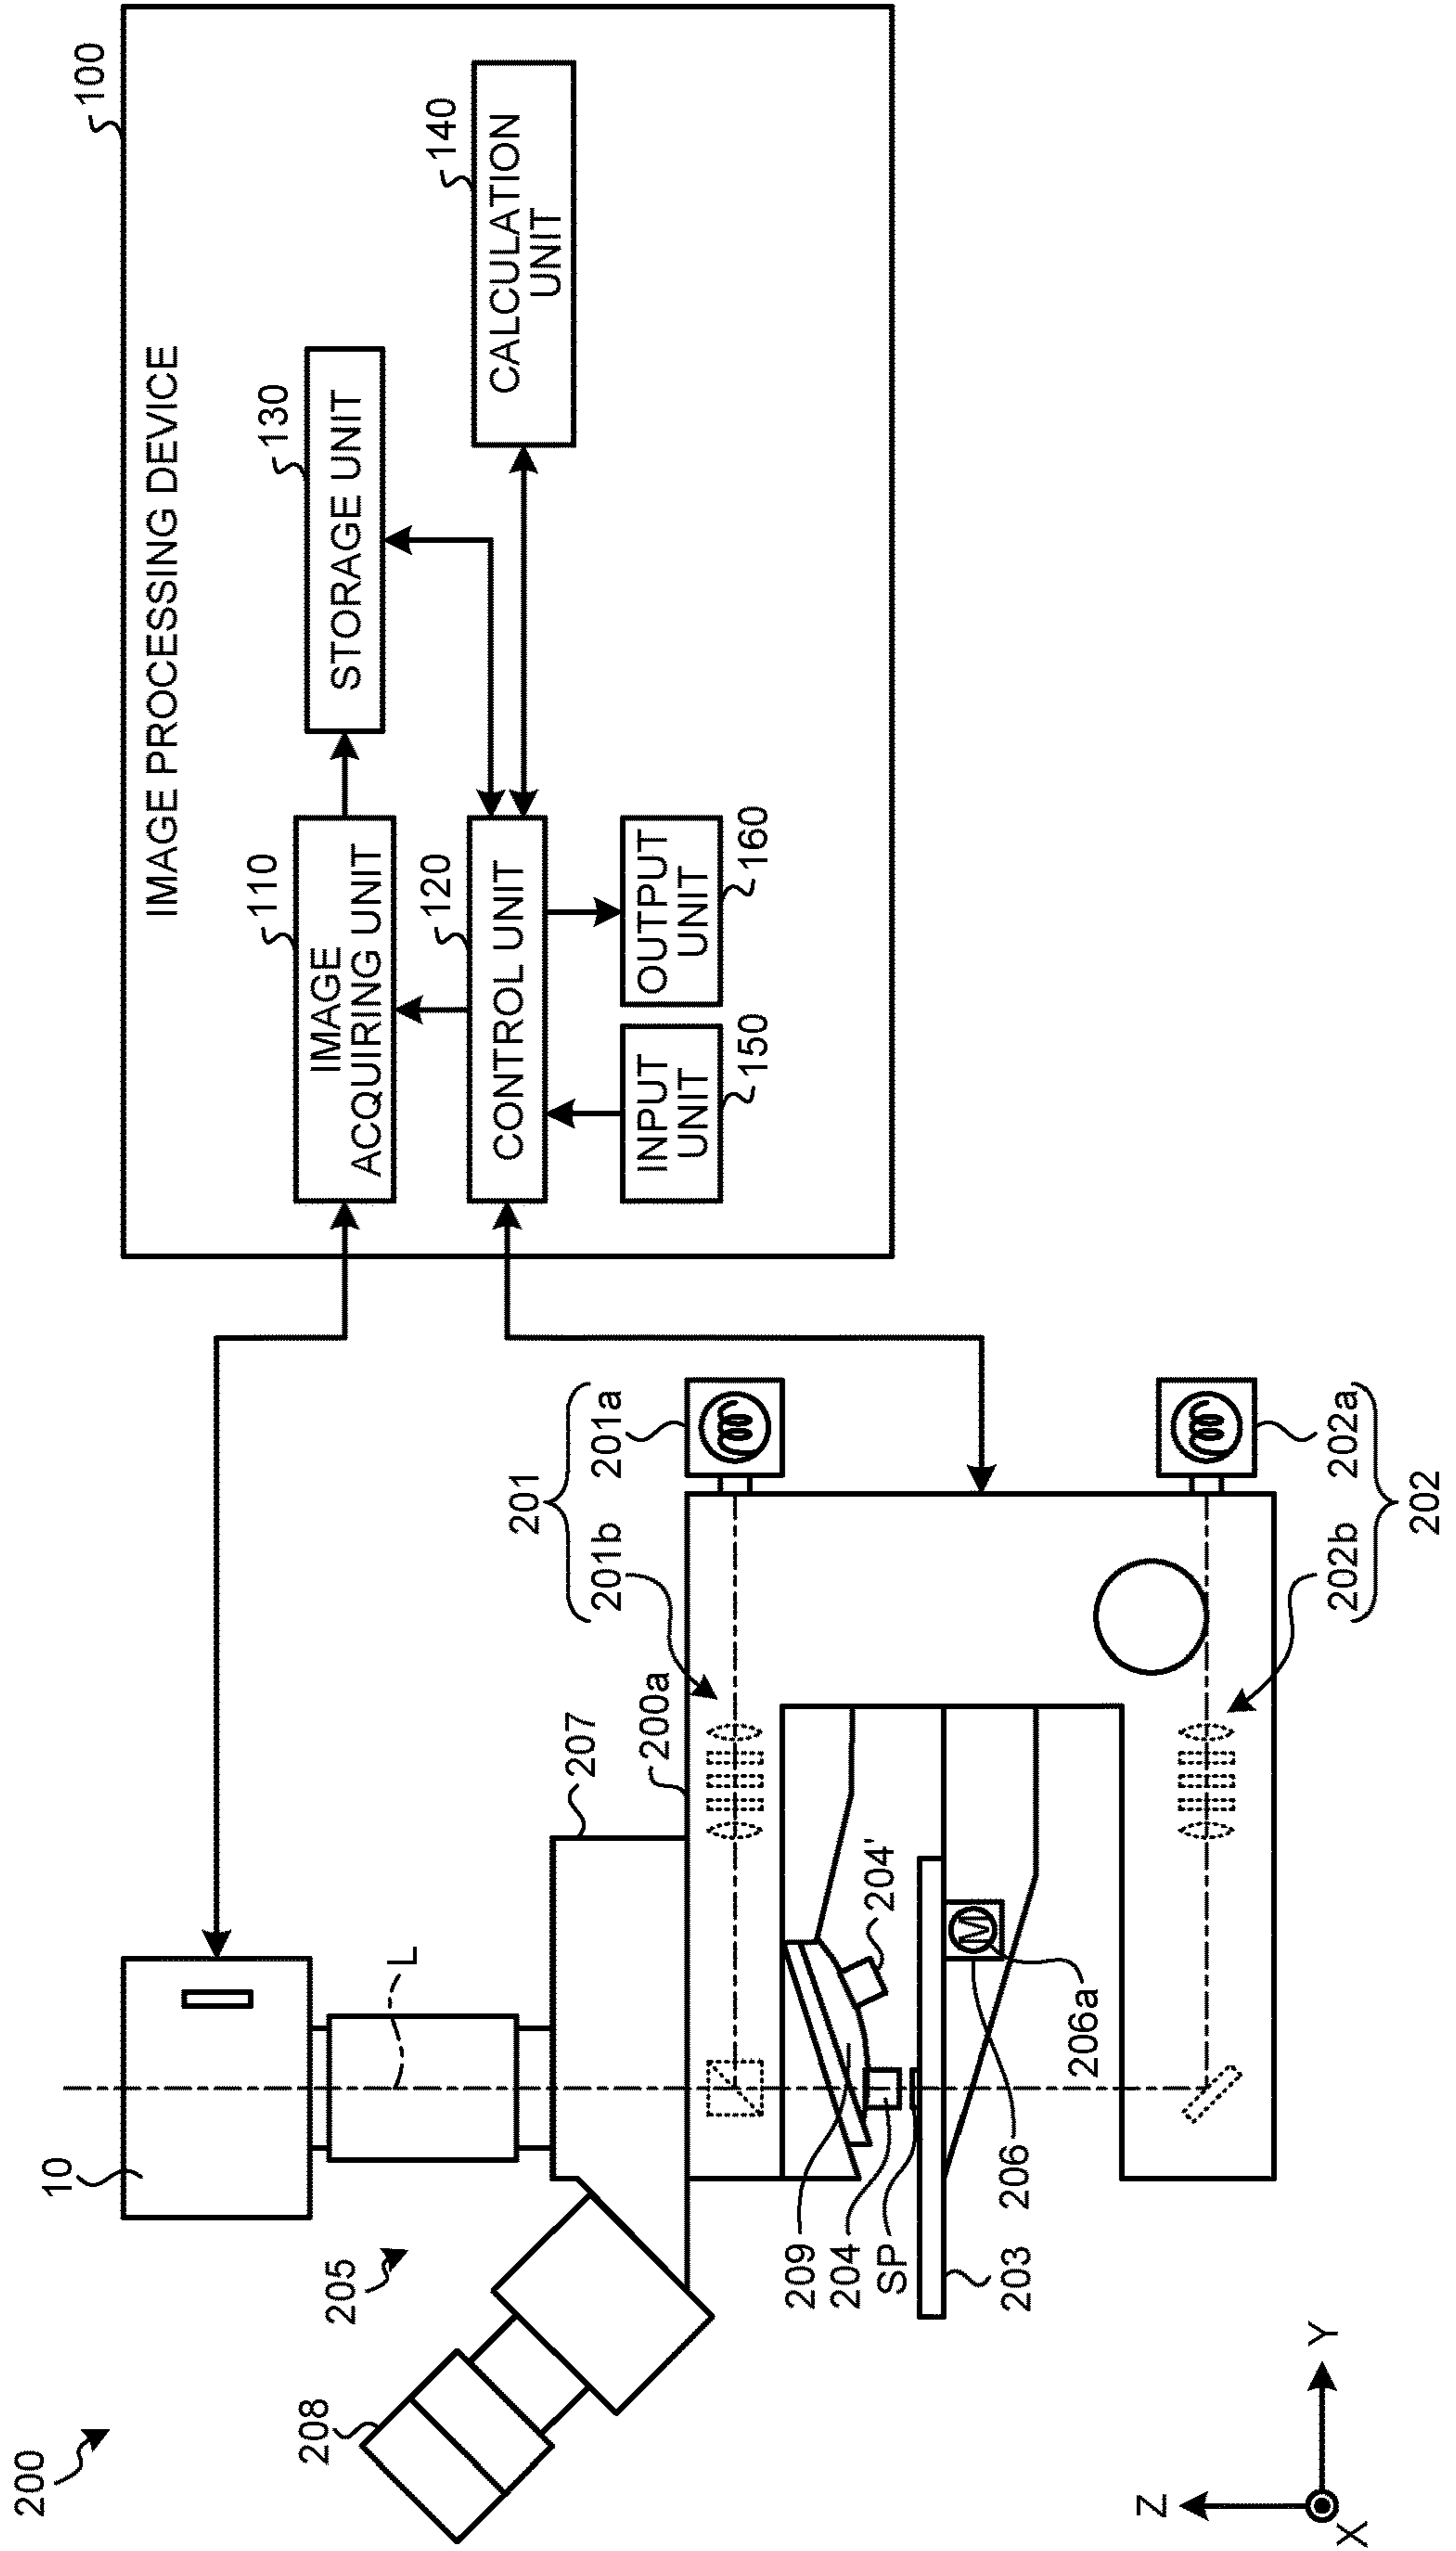 200
10
205
208
L
207
200a
201
201b
201a
209
204
204'
SP
203
206
206a
202b
202a
202
Z
Y
X
100
IMAGE PROCESSING DEVICE
110
IMAGE
ACQUIRING UNIT
130
STORAGE UNIT
120
CONTROL UNIT
140
CALCULATION
UNIT
INPUT
UNIT
150
OUTPUT
UNIT
160
M